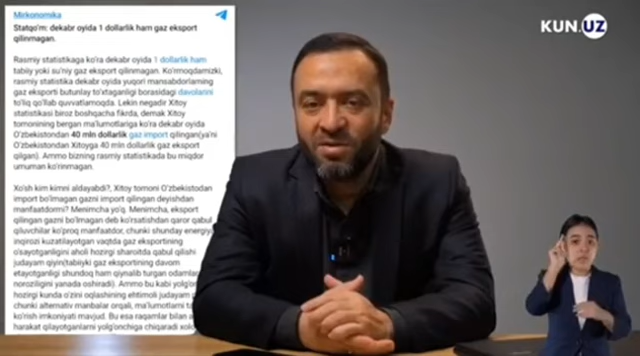 Mirkonomika
Statqo'm: dekabr oyida 1 dollarlik ham gaz eksport
qilinmagan.
Rasmiy statistikaga ko'ra dekabr oyida 1 dollarlik ham
tabiiy yoki su'niy gaz eksport qilinmagan. Ko'rmoqdamizki,
rasmiy statistika dekabr oyida yuqori mansabdorlarning
gaz eksporti butunlay to'xtaganligi borasidagi davolarini
to'liq qo'llab quvvatlamoqda. Lekin negadir Xitoy
statistikasi biroz boshqacha fikrda, demak Xitoy
tomonining bergan ma'lumotlariga ko'ra dekabr oyida
O'zbekistondan 40 mln dollarlik gaz import qilingan(ya'ni
O'zbekistondan Xitoyga 40 mln dollarlik gaz eksport
qilgan). Ammo bizning rasmiy statistikada bu miqdor
umuman ko'rinmagan.
Xo'sh kim kimni aldayabdi?, Xitoy tomoni O'zbekistodan
import bo'lmagan gazni import qilingan deyishdan
manfaatdormi? Menimcha yo'q. Menimcha, eksport
qilingan gazni bo'lmagan deb ko'rsatishdan qaror qabul
qiluvchilar ko'proq manfaatdor, chunki shunday energiya
inqirozi kuzatilayotgan vaqtda gaz eksportining
o'sayotganligini aholi hozirgi sharoitda qabul qilishi
judayam qiyin(tabiiyki gaz eksportining davom
etayotganligi shundoq ham qiynalib turgan odamlar
noroziligini yanada oshiradi). Ammo bu kabi yolg'on
hozirgi kunda o'zini oqlashining ehtimoli judayam
chunki alternativ manbalar orqali, ma'lumotlarni
ko'rish imkoniyati mavjud. Bu esa raqamlar bilan
harakat qilayotganlarni yolg'onchiga chiqaradi
KUN.UZ